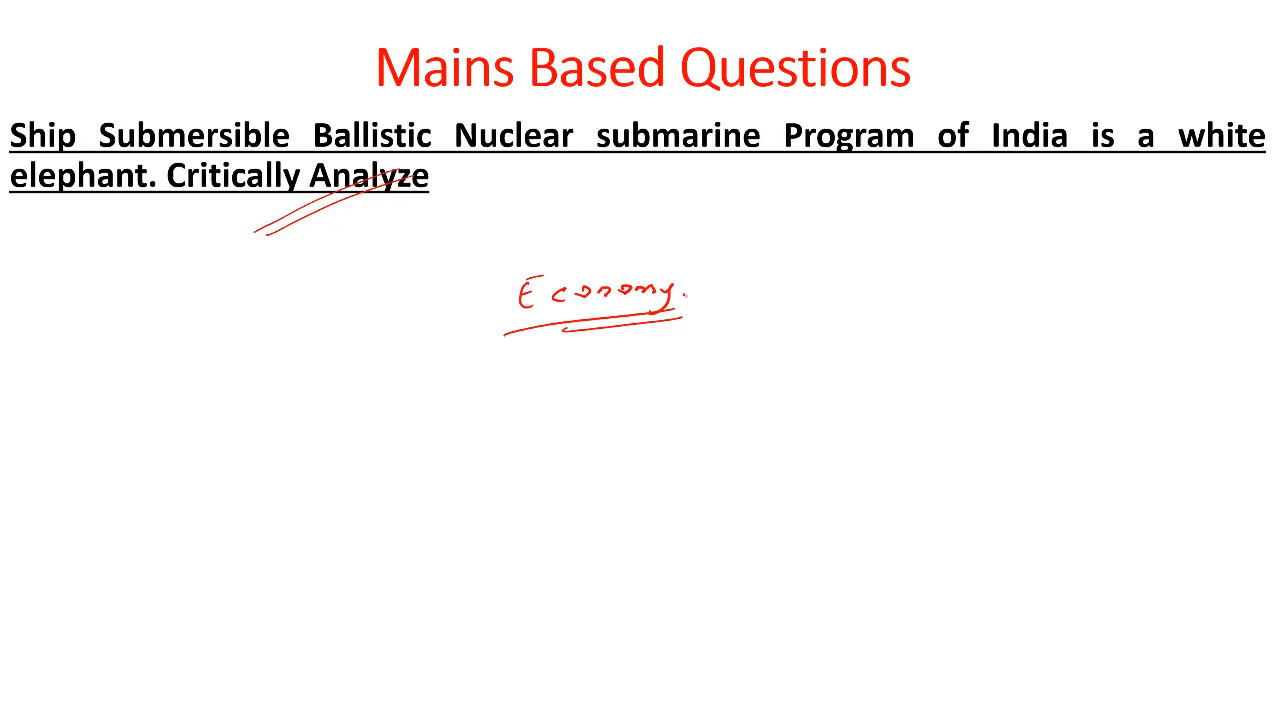 Mains Based Questions
Ship Submersible Ballistic Nuclear submarine Program of India is a white
elephant. Critically Analyze
Economy.